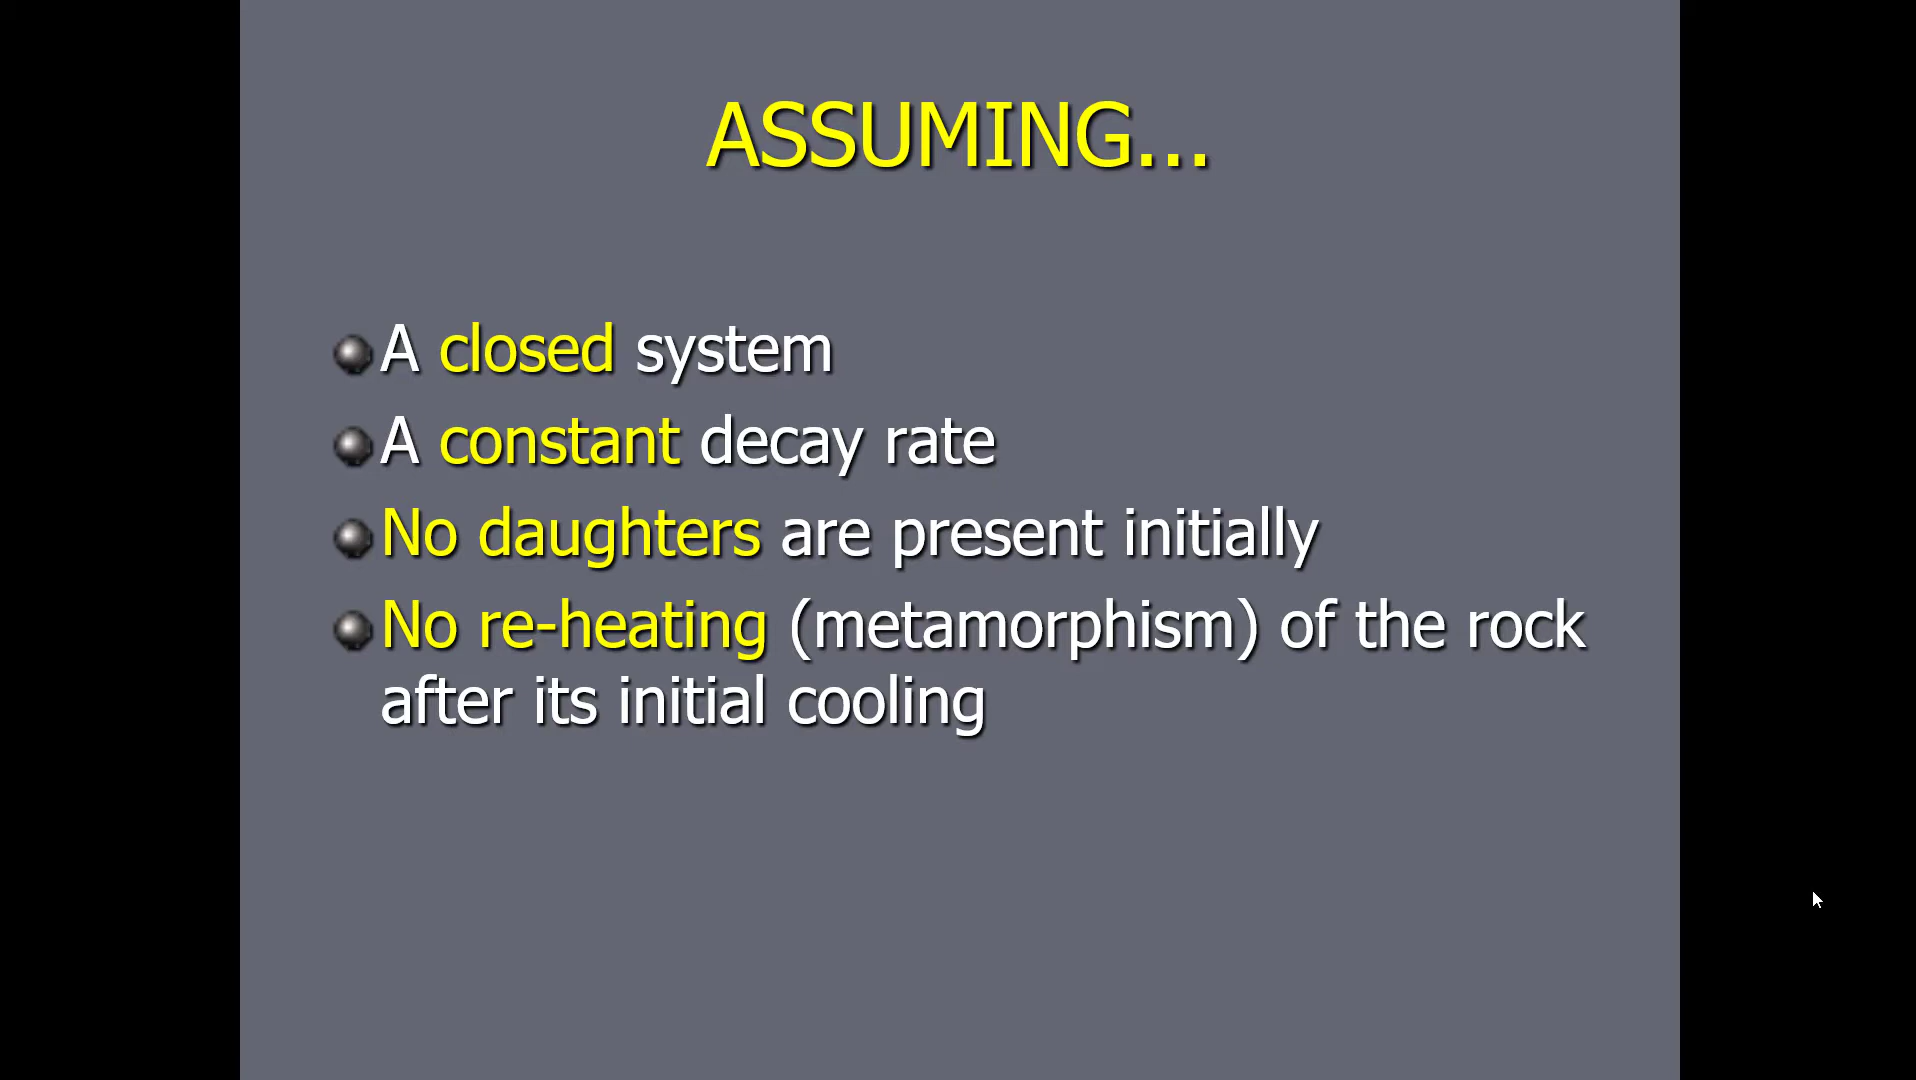 ASSUMING...
A closed system
A constant decay rate
No daughters are present initially
No re-heating (metamorphism) of the rock
after its initial cooling